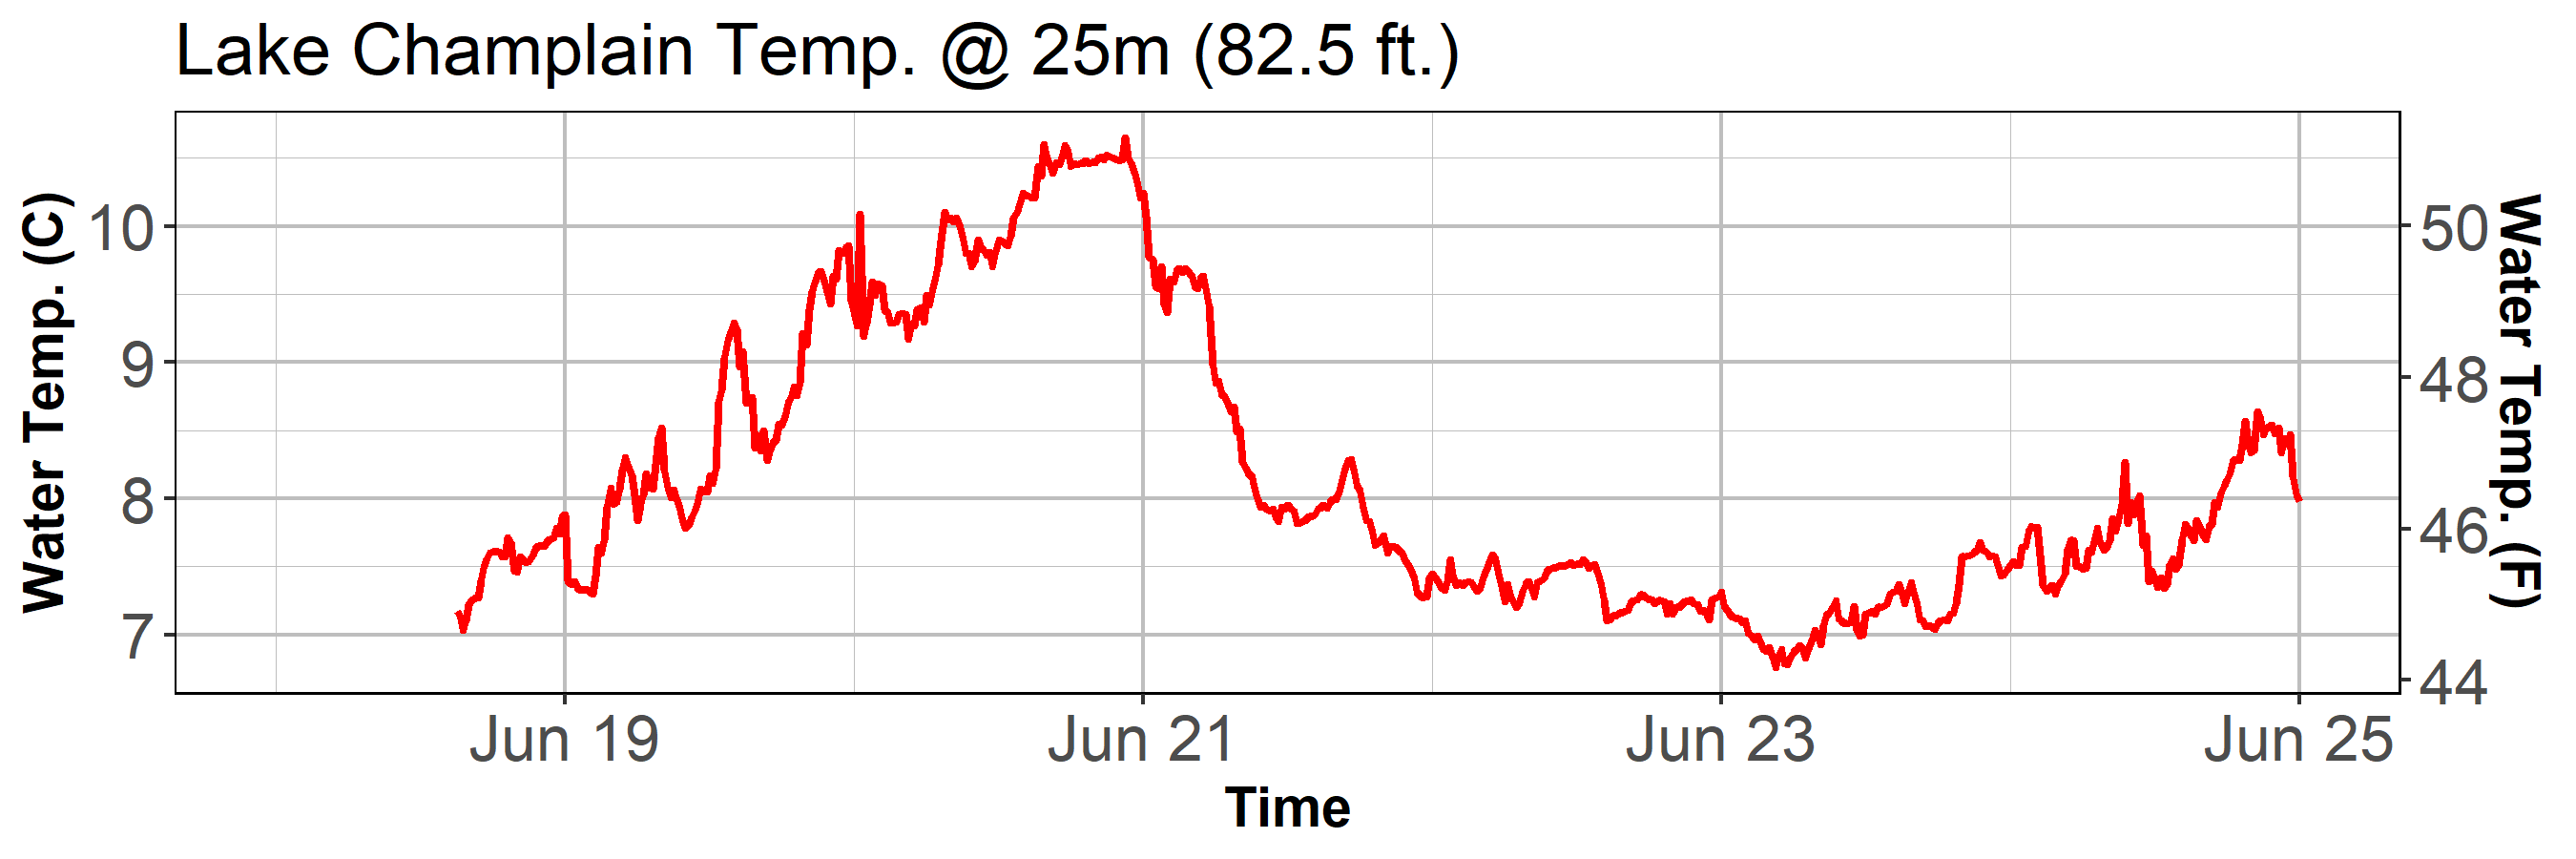 Lake Champlain Temp. @ 25m (82.5 ft.)
Water Temp. (C)
10
9
8
7
50
48
46
44
Water Temp. (F)
Jun 19
Jun 21
Jun 23
Jun 25
Time